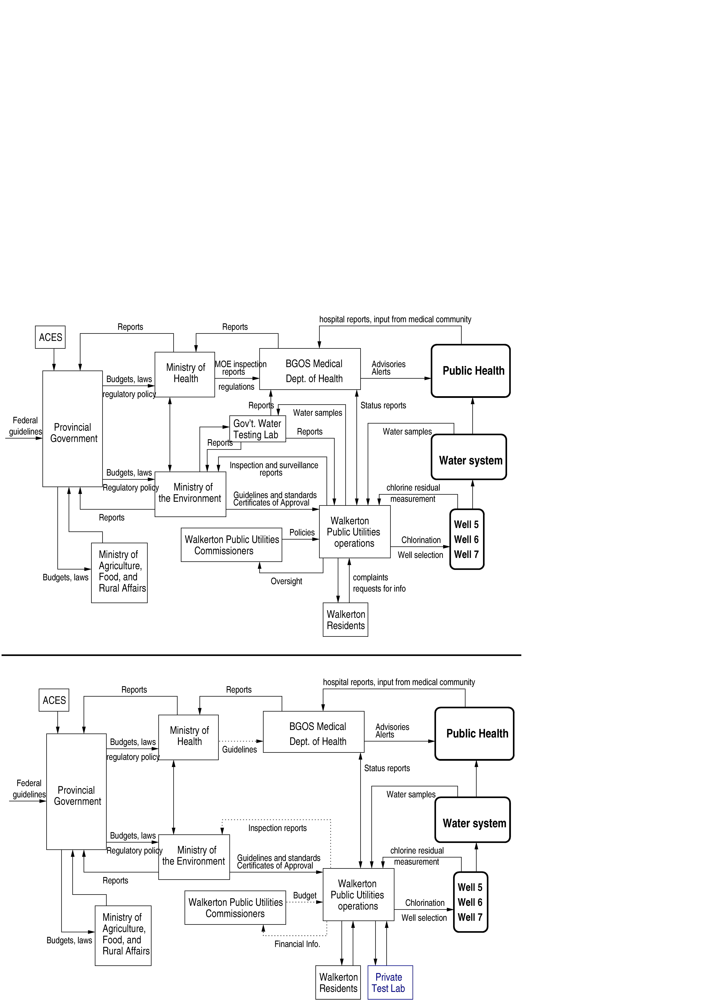 hospital reports, input from medical community
Reports
Reports
ACES
Ministry of
Health
MOE inspection
reports
regulations
BGOS Medical
Dept. of Health
Advisories
Alerts
Public Health
Budgets, laws
regulatory policy
Reports
Water samples
Status reports
Federal
guidelines
Provincial
Government
Gov't. Water
Testing Lab
Reports
Water samples
Reports
Water system
Inspection and surveillance
reports
Budgets, laws
Regulatory policy
Ministry of
the Environment
Guidelines and standards
Certificates of Approval
chlorine residual
measurement
Reports
Walkerton
Public Utilities
operations
Well 5
Well 6
Well 7
Walkerton Public Utilities
Commissioners
Policies
Chlorination
Well selection
Ministry of
Agriculture,
Food, and
Rural Affairs
Budgets, laws
Oversight
complaints
requests for info
Walkerton
Residents
hospital reports, input from medical community
Reports
Reports
ACES
Ministry of
Health
Guidelines
BGOS Medical
Dept. of Health
Advisories
Alerts
Public Health
Budgets, laws
regulatory policy
Status reports
Federal
guidelines
Provincial
Government
Water samples
Water system
Inspection reports
Budgets, laws
Regulatory policy
Ministry of
the Environment
Guidelines and standards
Certificates of Approval
chlorine residual
measurement
Reports
Walkerton
Public Utilities
operations
Well 5
Well 6
Well 7
Walkerton Public Utilities
Commissioners
Budget
Chlorination
Well selection
Ministry of
Agriculture,
Food, and
Rural Affairs
Budgets, laws
Financial Info.
Walkerton
Residents
Private
Test Lab